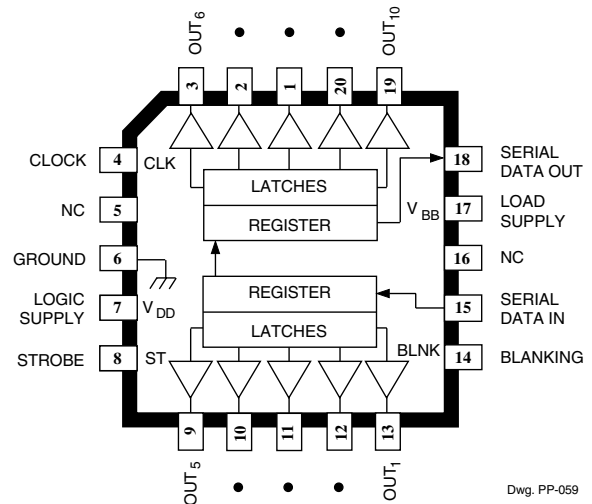 OUT6 • • • OUT10
3 2 1 20 19
CLOCK 4 CLK
18 SERIAL DATA OUT
LATCHES
NC 5
VBB 17 LOAD SUPPLY
REGISTER
GROUND 6
16 NC
REGISTER
LOGIC SUPPLY 7 VDD
15 SERIAL DATA IN
LATCHES
STROBE 8 ST
BLNK 14 BLANKING
9 10 11 12 13
OUT5 • • • OUT1
Dwg. PP-059